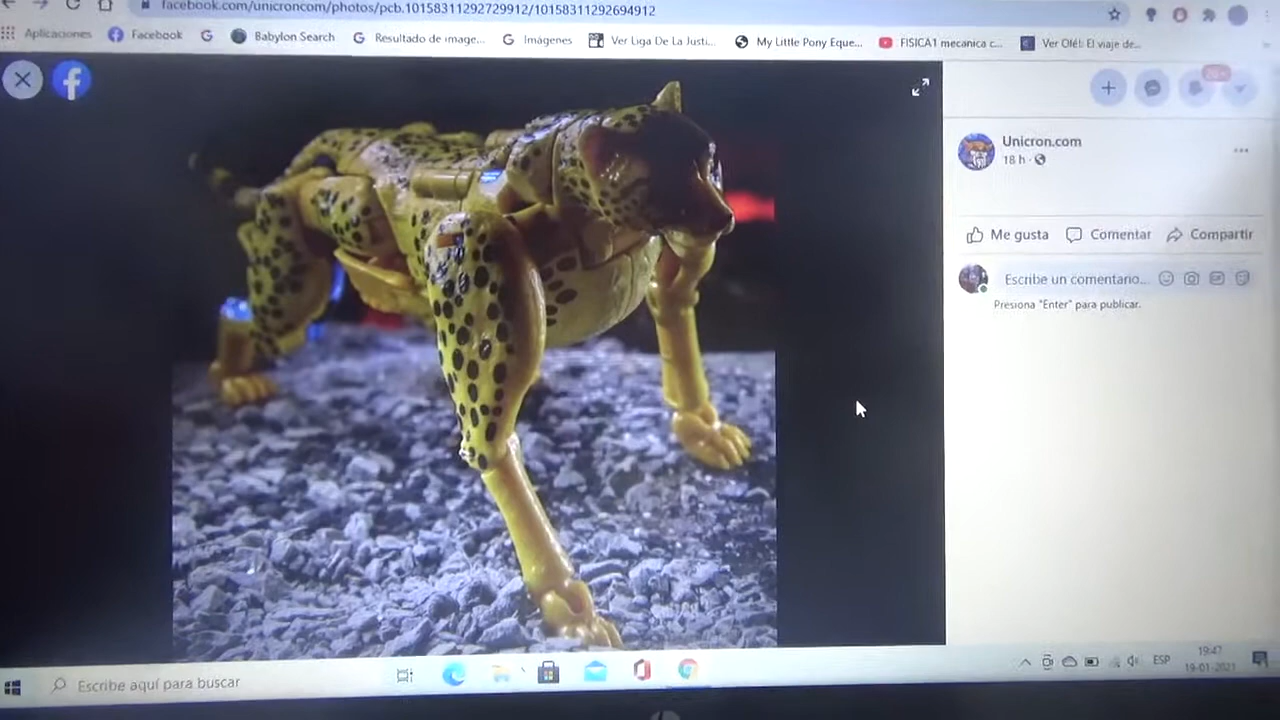 facebook.com/unicroncom/photos/pcb.10158311292729912/10158311292694912
Aplicaciones Facebook Babylon Search Resultado de image... Imágenes Ver Liga De La Justi... My Little Pony Eque... FISICA1 mecanica c... Ver Olé!: El viaje de...
Unicron.com
18 h ·
Me gusta Comentar Compartir
Escribe un comentario...
Presiona "Enter" para publicar.
Escribe aquí para buscar
ESP
19:47
19-01-2021